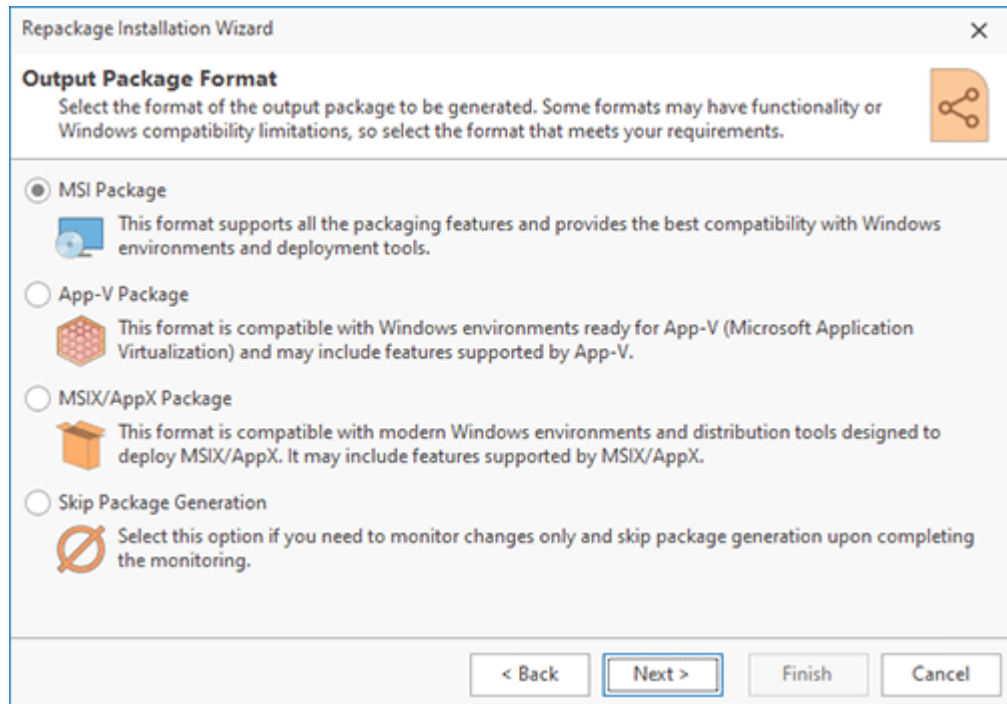 Repackage Installation Wizard
Output Package Format
Select the format of the output package to be generated. Some formats may have functionality or
Windows compatibility limitations, so select the format that meets your requirements.
MSI Package
This format supports all the packaging features and provides the best compatibility with Windows
environments and deployment tools.
App-V Package
This format is compatible with Windows environments ready for App-V (Microsoft Application
Virtualization) and may include features supported by App-V.
MSIX/AppX Package
This format is compatible with modern Windows environments and distribution tools designed to
deploy MSIX/AppX. It may include features supported by MSIX/AppX.
Skip Package Generation
Select this option if you need to monitor changes only and skip package generation upon completing
the monitoring.
< Back Next > Finish Cancel